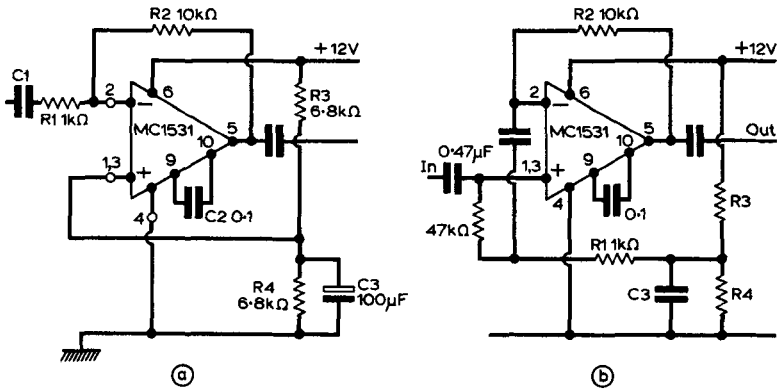 R2 10kΩ
+12V
C1
2
6
R3
6·8kΩ
R1 1kΩ
−
MC1531
5
10
1,3
+
9
4
C2 0·1
R4
6·8kΩ
C3
100μF
a
R2 10kΩ
+12V
2
6
−
MC1531
5
Out
10
0·47μF
In
1,3
+
9
4
0·1
R3
47kΩ
R1 1kΩ
C3
R4
b